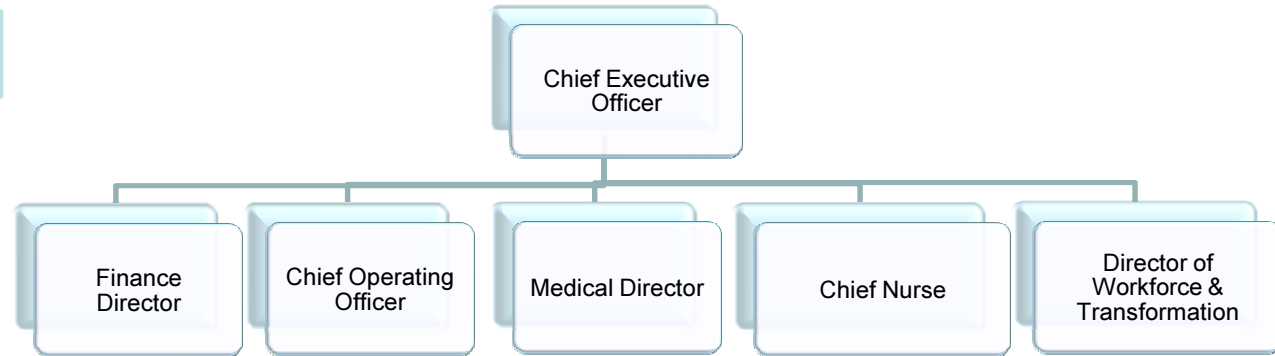 Chief Executive
Officer
Finance
Director
Chief Operating
Officer
Medical Director
Chief Nurse
Director of
Workforce &
Transformation